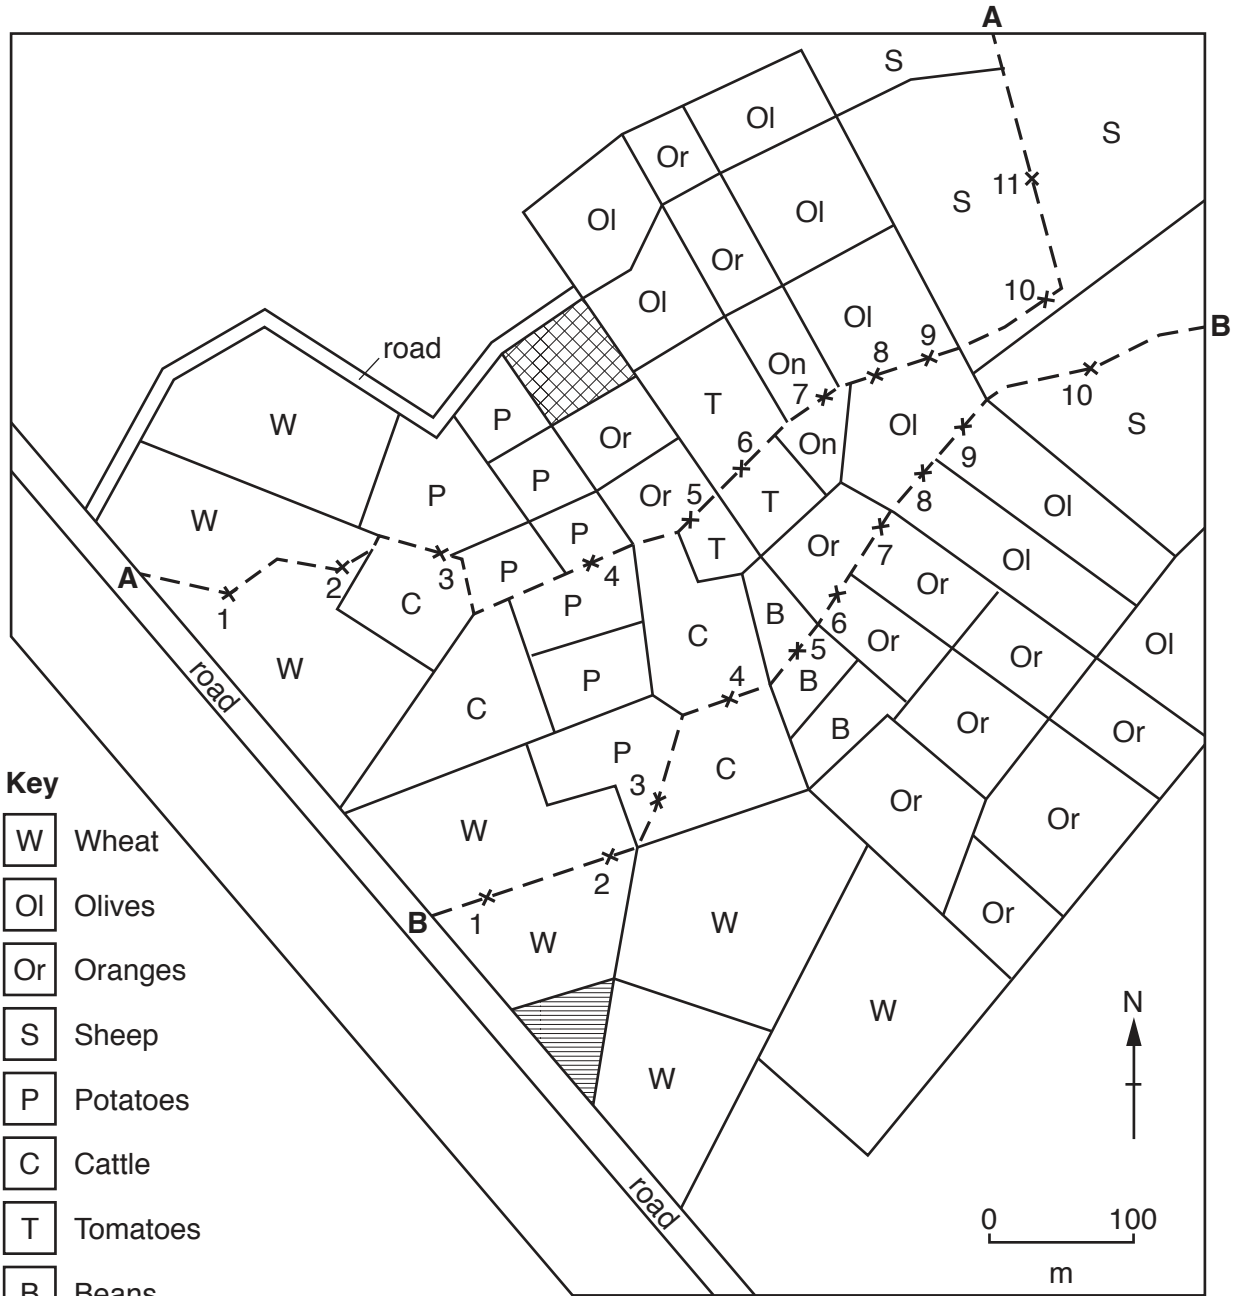 A
S
Ol
S
Or
11
S
Ol
Ol
Or
10
Ol
B
Ol
9
road
8
On
10
7
T
W
P
Ol
S
Or
On
6
9
P
P
Or
5
8
T
Ol
W
P
T
Or
7
Ol
A
2
3
P
4
Or
1
C
P
B
6
Or
Ol
W
C
5
Or
road
P
B
4
C
B
Or
Or
P
C
Key
3
Or
Or
W
W
Wheat
2
Ol
Olives
B
1
W
W
Or
Or
Oranges
W
N
S
Sheep
W
P
Potatoes
C
Cattle
road
0 100
T
Tomatoes
m
B
Beans